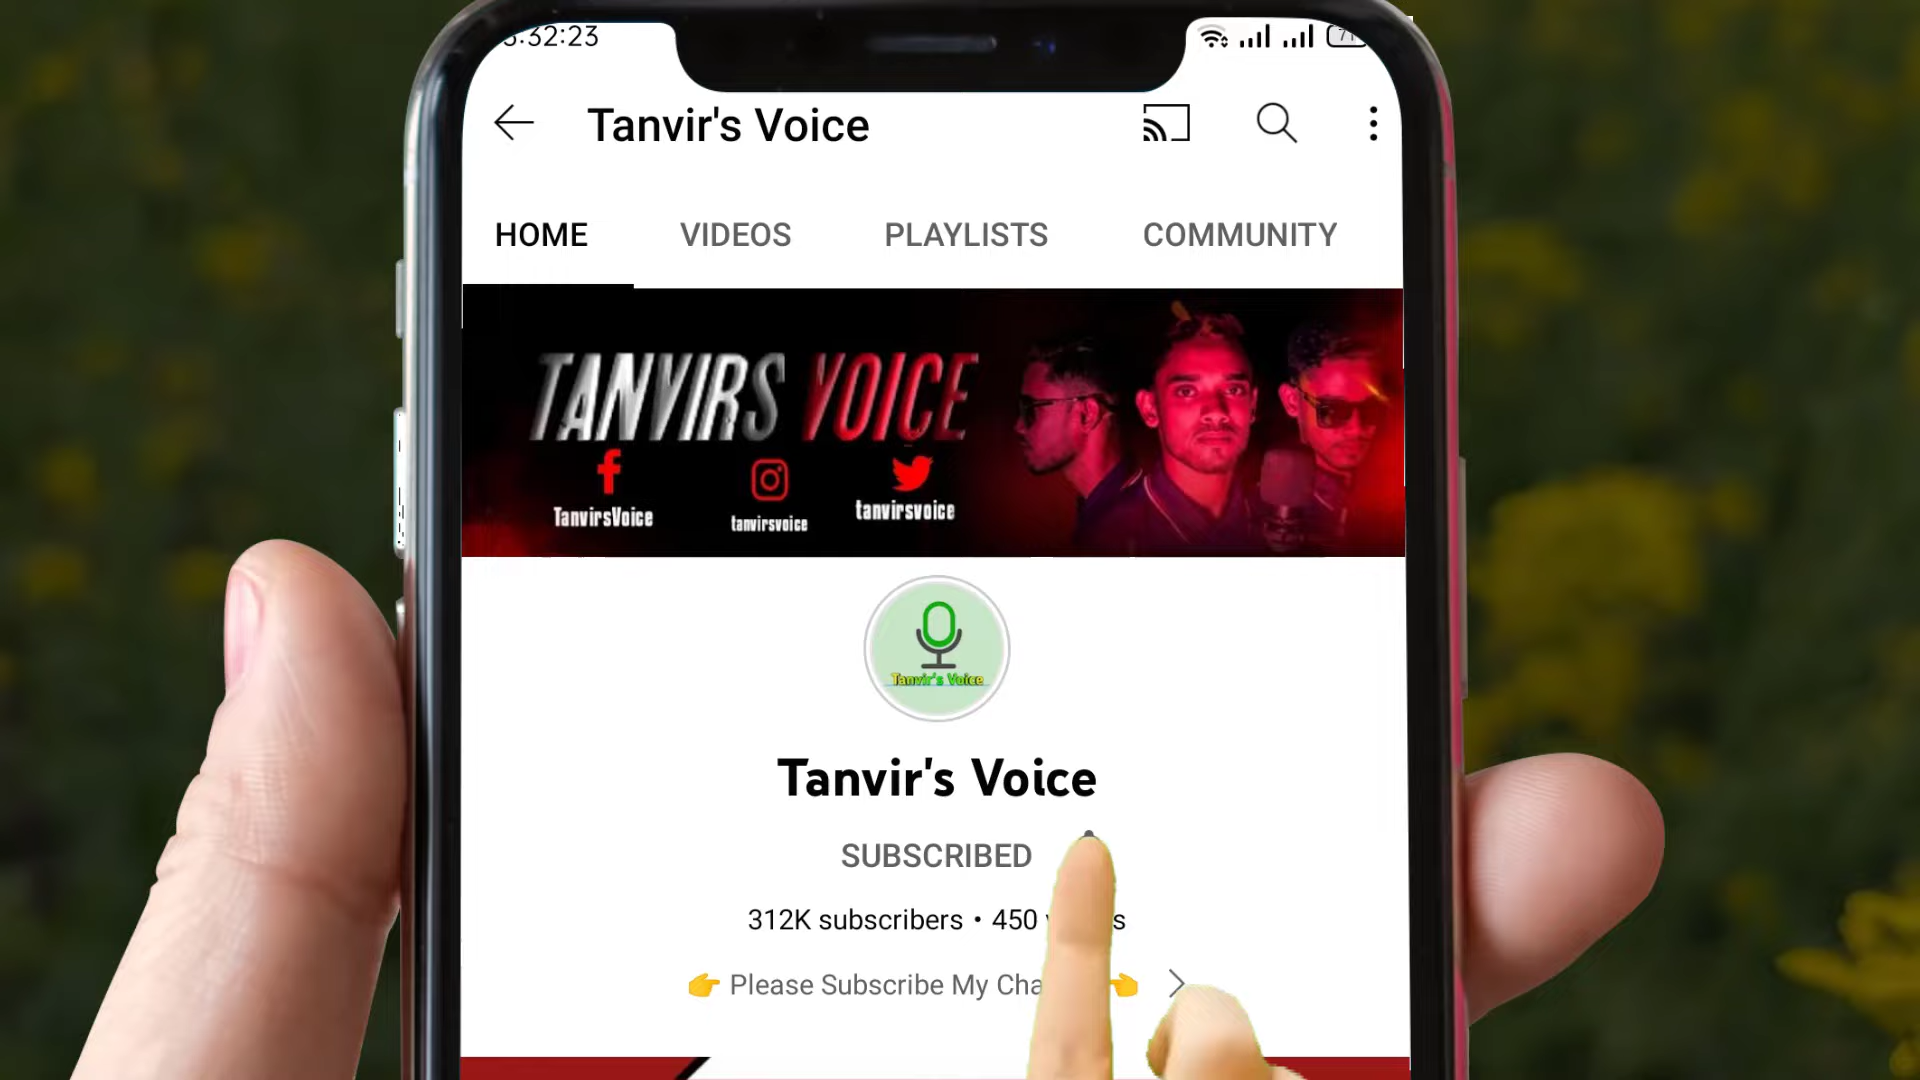 :32:23
71
Tanvir's Voice
HOME VIDEOS PLAYLISTS COMMUNITY
TANVIRS VOICE
TanvirsVoice tanvirsvoice tanvirsvoice
Tanvir's Voice
Tanvir's Voice
SUBSCRIBED
312K subscribers • 450
👉 Please Subscribe My 👈